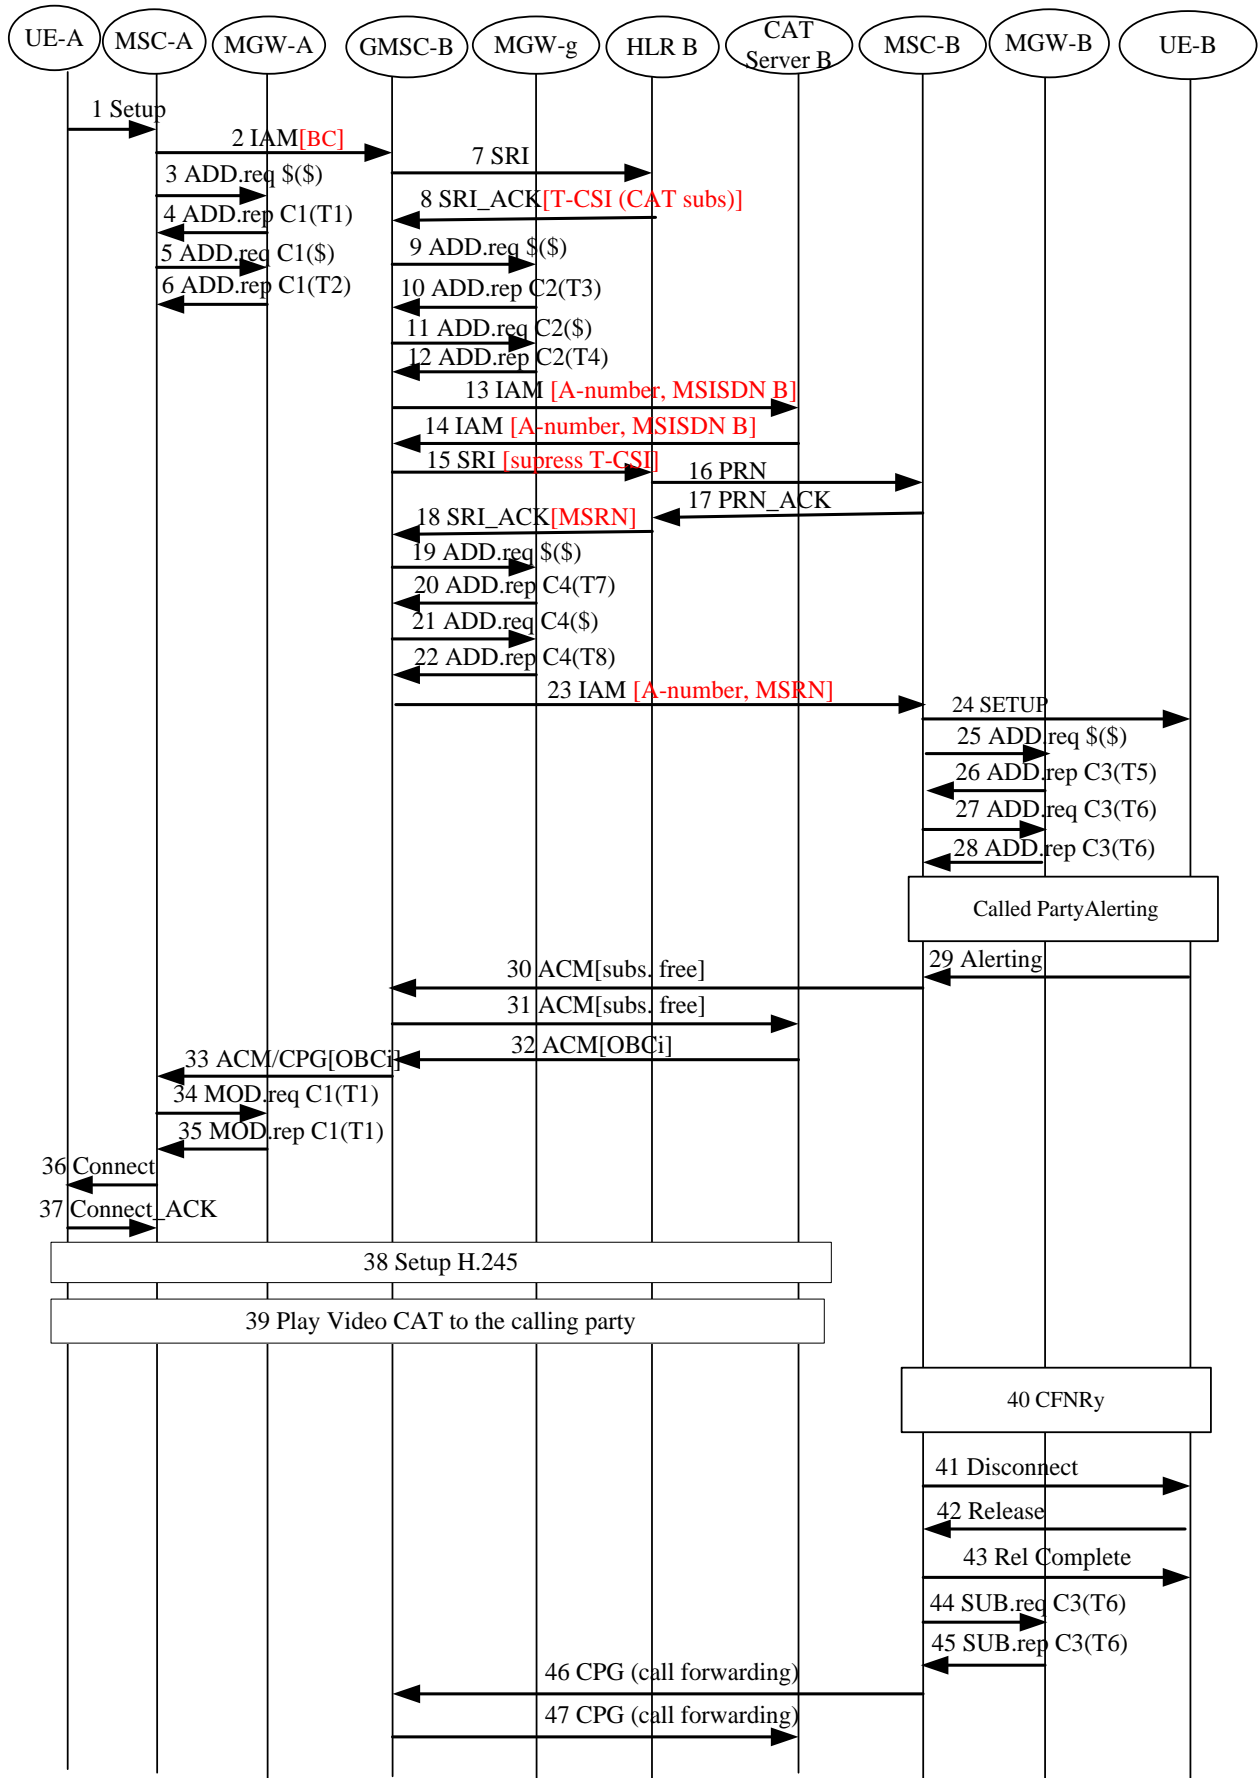 UE-A
MSC-A
MGW-A
GMSC-B
MGW-g
HLR B
CAT
Server B
MSC-B
MGW-B
UE-B
1 Setup
2 IAM[BC]
3 ADD.req $($)
4 ADD.rep C1(T1)
5 ADD.req C1($)
6 ADD.rep C1(T2)
7 SRI
8 SRI_ACK[T-CSI (CAT subs)]
9 ADD.req $($)
10 ADD.rep C2(T3)
11 ADD.req C2($)
12 ADD.rep C2(T4)
13 IAM [A-number, MSISDN B]
14 IAM [A-number, MSISDN B]
15 SRI [supress T-CSI]
16 PRN
17 PRN_ACK
18 SRI_ACK[MSRN]
19 ADD.req $($)
20 ADD.rep C4(T7)
21 ADD.req C4($)
22 ADD.rep C4(T8)
23 IAM [A-number, MSRN]
24 SETUP
25 ADD.req $($)
26 ADD.rep C3(T5)
27 ADD.req C3(T6)
28 ADD.rep C3(T6)
Called PartyAlerting
29 Alerting
30 ACM[subs. free]
31 ACM[subs. free]
32 ACM[OBCi]
33 ACM/CPG[OBCi]
34 MOD.req C1(T1)
35 MOD.rep C1(T1)
36 Connect
37 Connect_ACK
38 Setup H.245
39 Play Video CAT to the calling party
40 CFNRy
41 Disconnect
42 Release
43 Rel Complete
44 SUB.req C3(T6)
45 SUB.rep C3(T6)
46 CPG (call forwarding)
47 CPG (call forwarding)